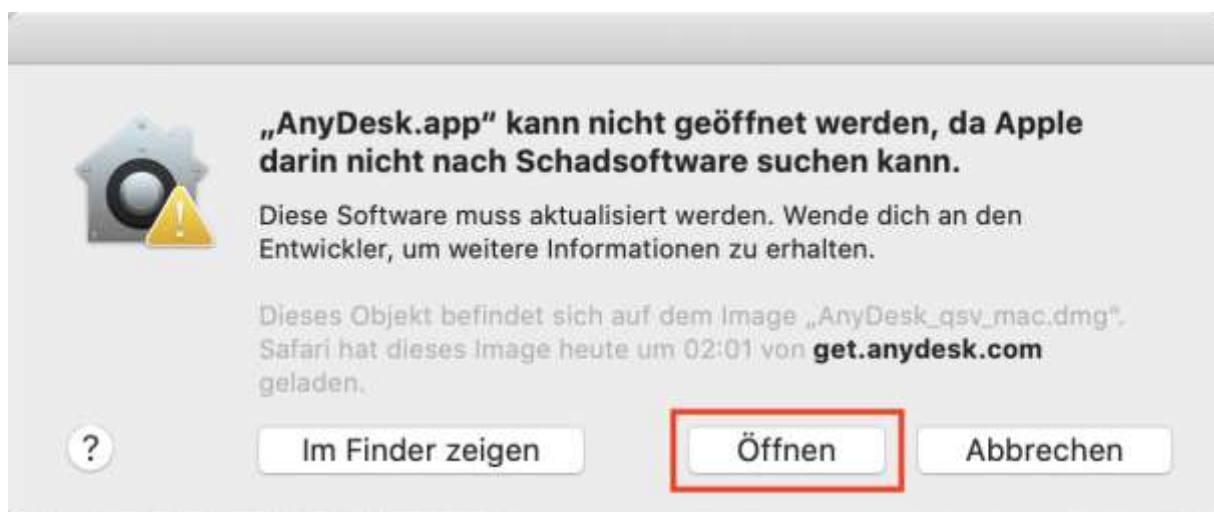 „AnyDesk.app“ kann nicht geöffnet werden, da Apple
darin nicht nach Schadsoftware suchen kann.
Diese Software muss aktualisiert werden. Wende dich an den
Entwickler, um weitere Informationen zu erhalten.
Dieses Objekt befindet sich auf dem Image „AnyDesk_qsv_mac.dmg“.
Safari hat dieses Image heute um 02:01 von get.anydesk.com
geladen.
? Im Finder zeigen Öffnen Abbrechen